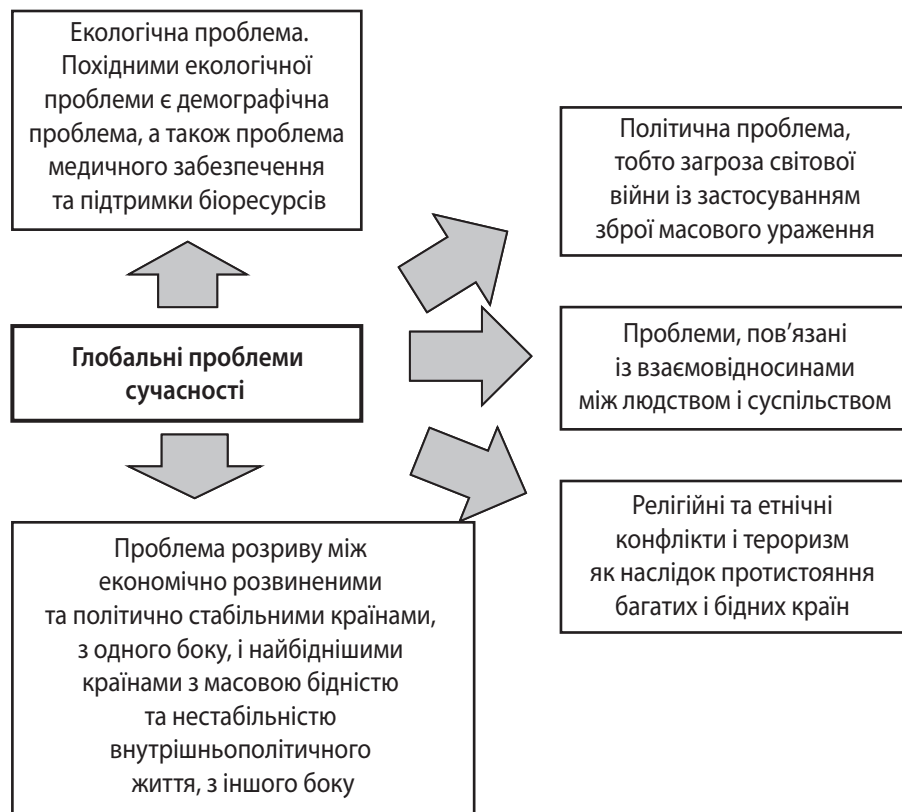 Екологічна проблема.
Похідними екологічної
проблеми є демографічна
проблема, а також проблема
медичного забезпечення
та підтримки біоресурсів
Політична проблема,
тобто загроза світової
війни із застосуванням
зброї масового ураження
Глобальні проблеми
сучасності
Проблеми, пов’язані
із взаємовідносинами
між людством і суспільством
Релігійні та етнічні
конфлікти і тероризм
як наслідок протистояння
багатих і бідних країн
Проблема розриву між
економічно розвиненими
та політично стабільними країнами,
з одного боку, і найбіднішими
країнами з масовою бідністю
та нестабільністю
внутрішньополітичного
життя, з іншого боку